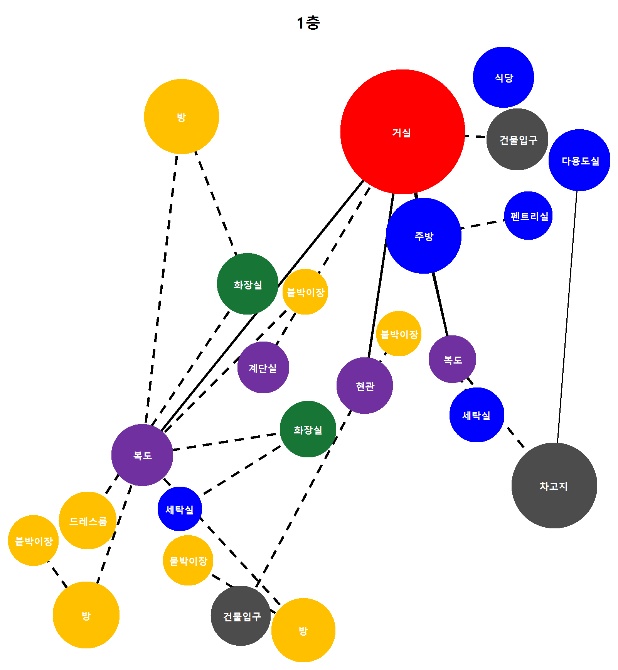 1층
식당
방
거실
건물입구
다용도실
펜트리실
주방
화장실
붙박이장
붙박이장
복도
계단실
현관
세탁실
화장실
복도
차고지
세탁실
드레스룸
붙박이장
붙박이장
방
건물입구
방